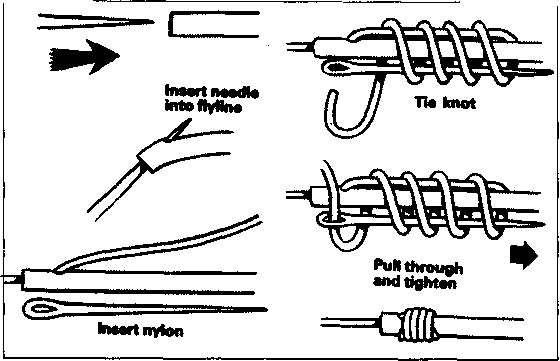 Insert needle
into flyline
Insert nylon
Tie knot
Pull through
and tighten